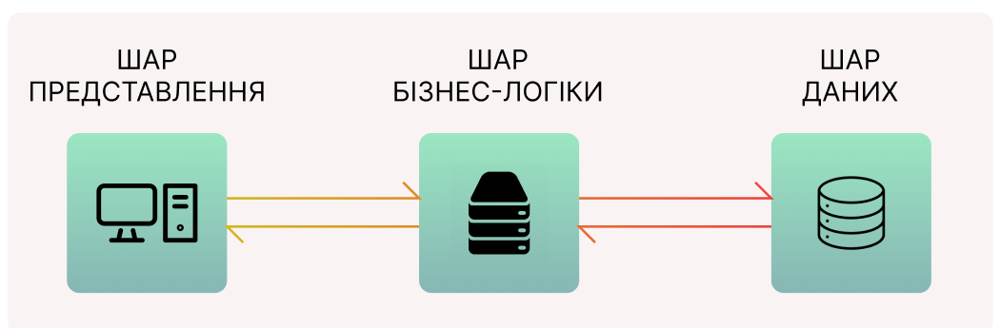 ШАР
ПРЕДСТАВЛЕННЯ
ШАР
БІЗНЕС-ЛОГІКИ
ШАР
ДАНИХ